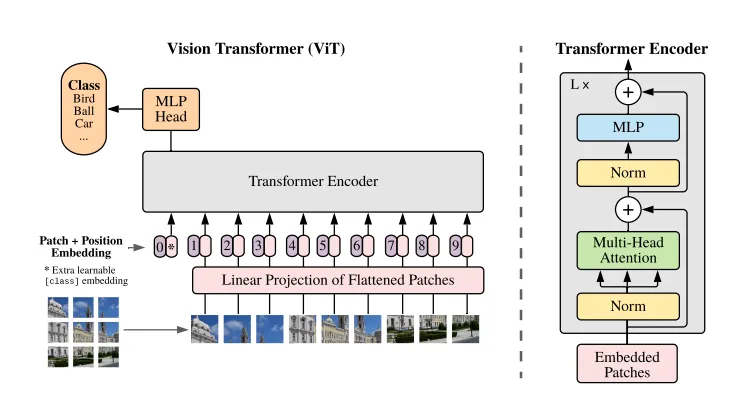 Vision Transformer (ViT)
Class
Bird
Ball
Car
...
MLP
Head
Transformer Encoder
Patch + Position
Embedding
0 * 1 2 3 4 5 6 7 8 9
* Extra learnable
[class] embedding
Linear Projection of Flattened Patches
Transformer Encoder
L x
+
MLP
Norm
+
Multi-Head
Attention
Norm
Embedded
Patches